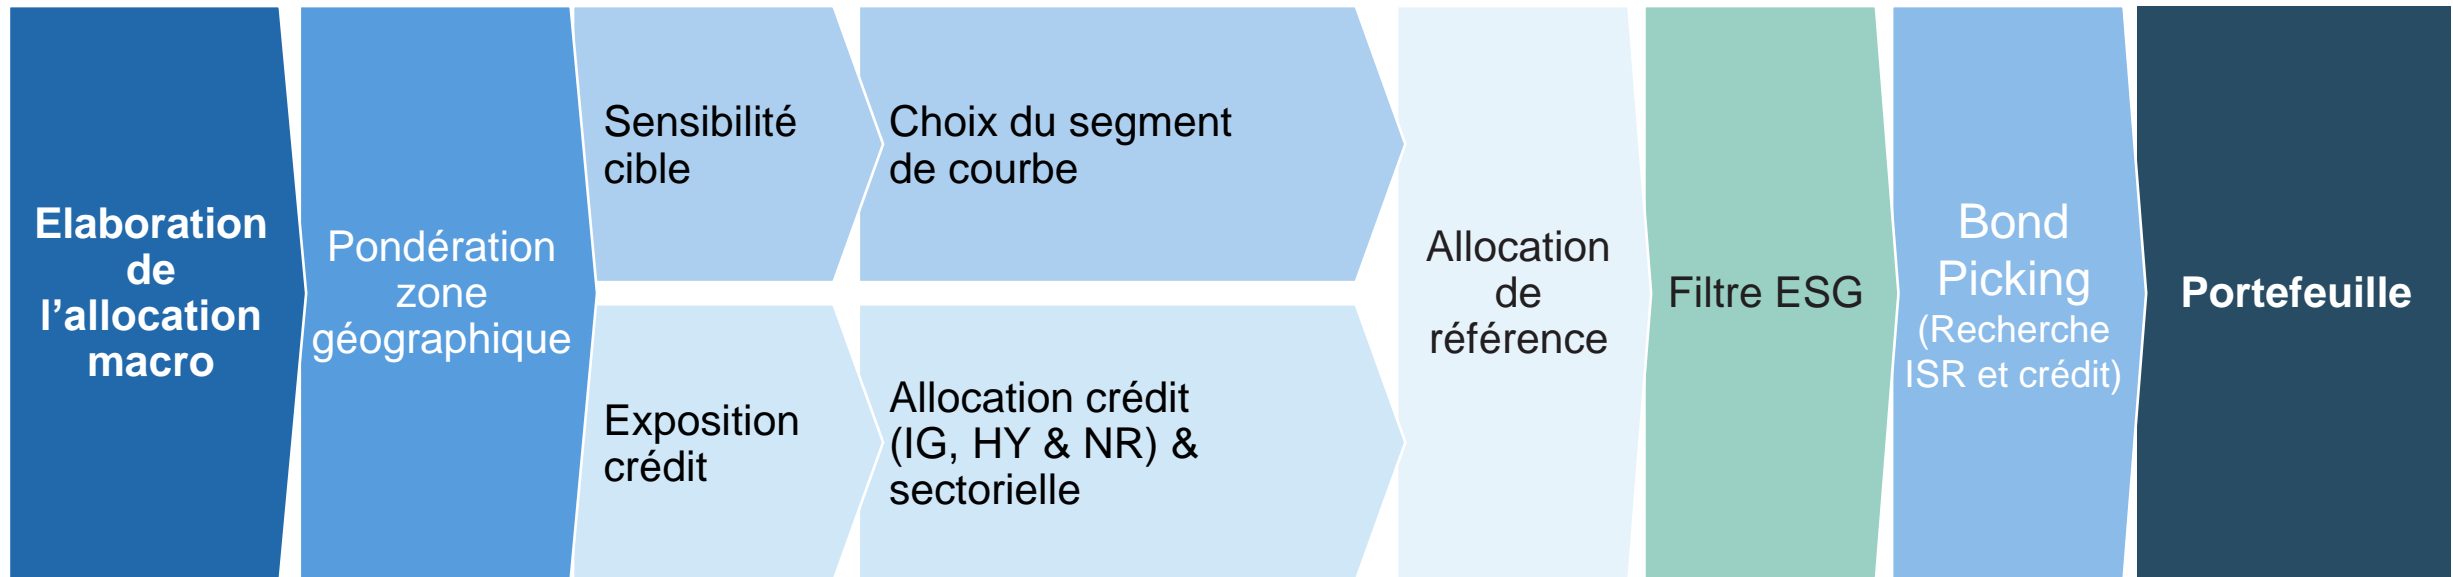 Elaboration
de
l’allocation
macro
Pondération
zone
géographique
Sensibilité
cible
Choix du segment
de courbe
Exposition
crédit
Allocation crédit
(IG, HY & NR) &
sectorielle
Allocation
de
référence
Filtre ESG
Bond
Picking
(Recherche
ISR et crédit)
Portefeuille